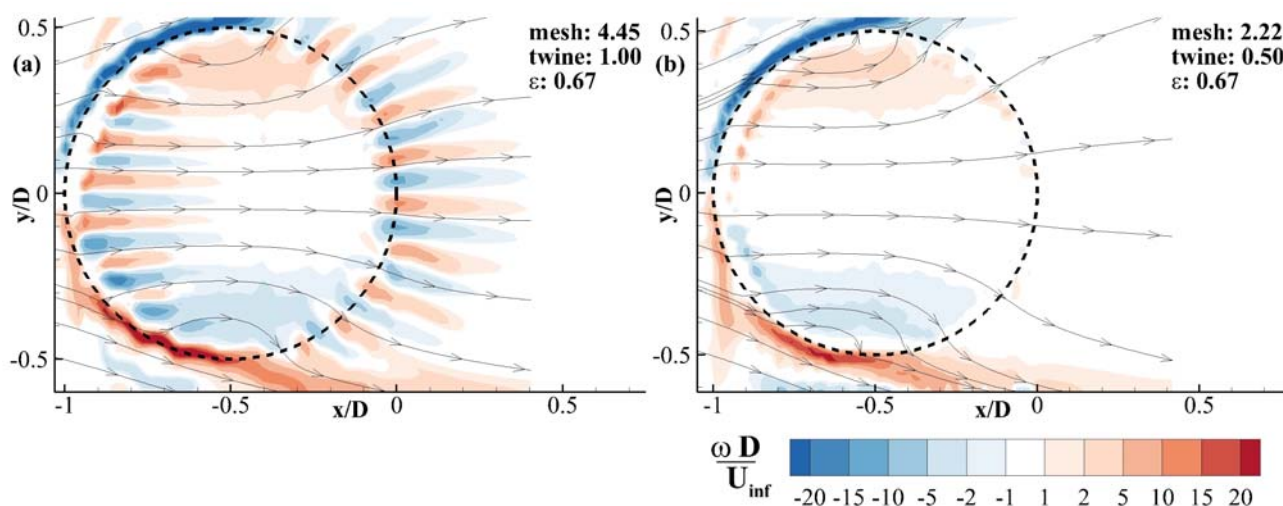 (a)
mesh: 4.45
twine: 1.00
ε: 0.67
0.5
0
-0.5
y/D
-1
-0.5
x/D
0
0.5
(b)
mesh: 2.22
twine: 0.50
ε: 0.67
0.5
0
-0.5
y/D
-1
-0.5
x/D
0
0.5
ω D
U inf
-20 -15 -10 -5 -2 -1 1 2 5 10 15 20